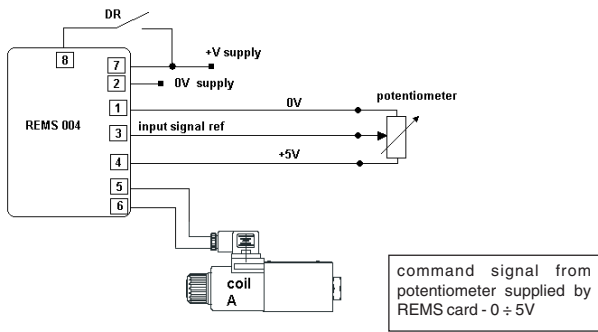 DR
8
+V supply
7
0V supply
2
0V
potentiometer
1
REMS 004
input signal ref
3
+5V
4
5
6
coil
A
command signal from
potentiometer supplied by
REMS card - 0 ÷ 5V